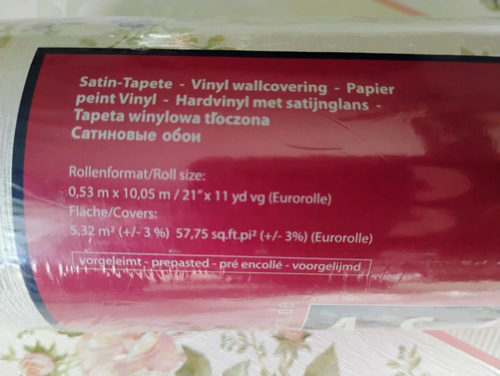 Satin-Tapete - Vinyl wallcovering - Papier
peint Vinyl - Hardvinyl met satijnglans -
Tapeta winylowa tłoczona
Сатиновые обои
Rollenformat/Roll size:
0,53 m x 10,05 m / 21" x 11 yd vg (Eurorolle)
Fläche/Covers:
5,32 m² (+/- 3 %) 57,75 sq.ft.pi² (+/- 3%) (Eurorolle)
vorgeleimt - prepasted - pré encollé - voorgelijmd